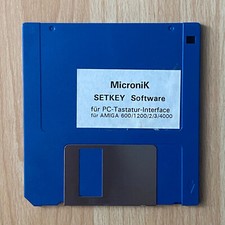 MicroniK
SETKEY Software
für PC-Tastatur-Interface
für AMIGA 600/1200/2/3/4000